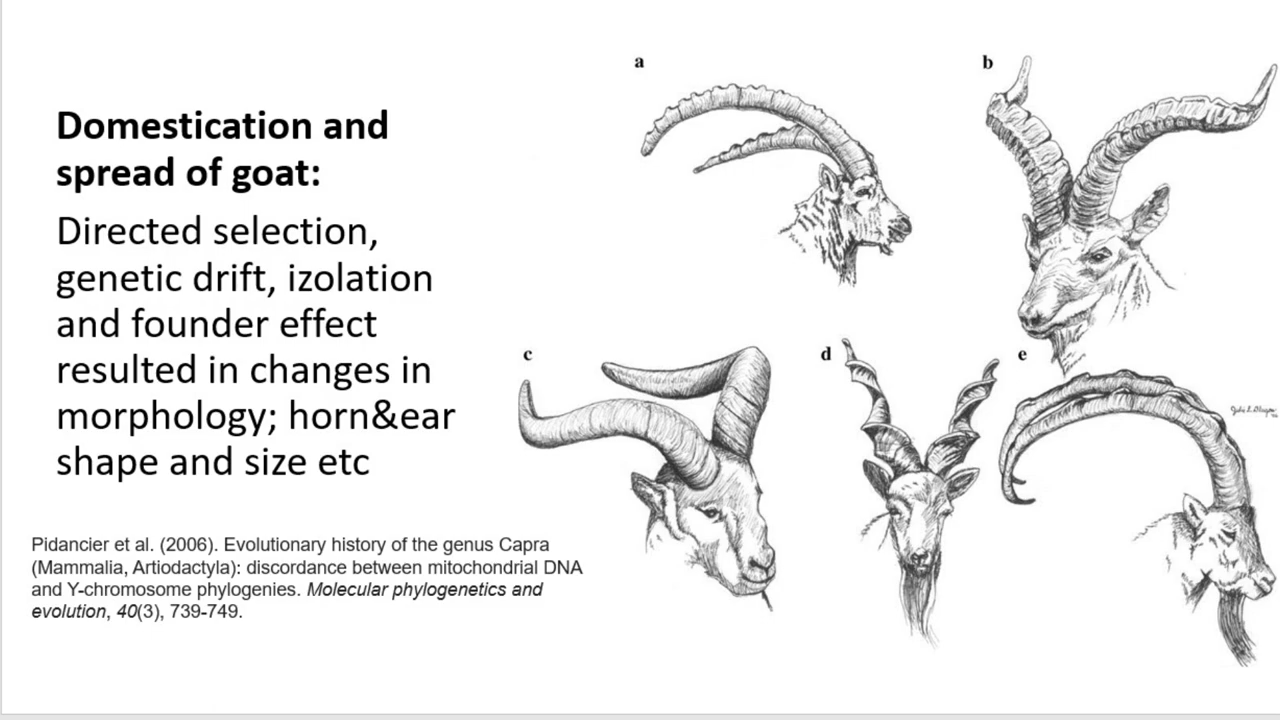 Domestication and
spread of goat:
Directed selection,
genetic drift, izolation
and founder effect
resulted in changes in
morphology; horn&ear
shape and size etc
Pidancier et al. (2006). Evolutionary history of the genus Capra
(Mammalia, Artiodactyla): discordance between mitochondrial DNA
and Y-chromosome phylogenies. Molecular phylogenetics and
evolution, 40(3), 739-749.
a
b
c
d
e